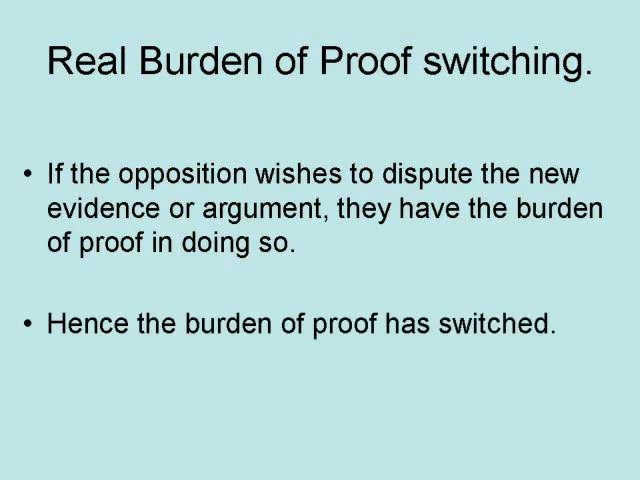 Real Burden of Proof switching.
• If the opposition wishes to dispute the new
evidence or argument, they have the burden
of proof in doing so.
• Hence the burden of proof has switched.